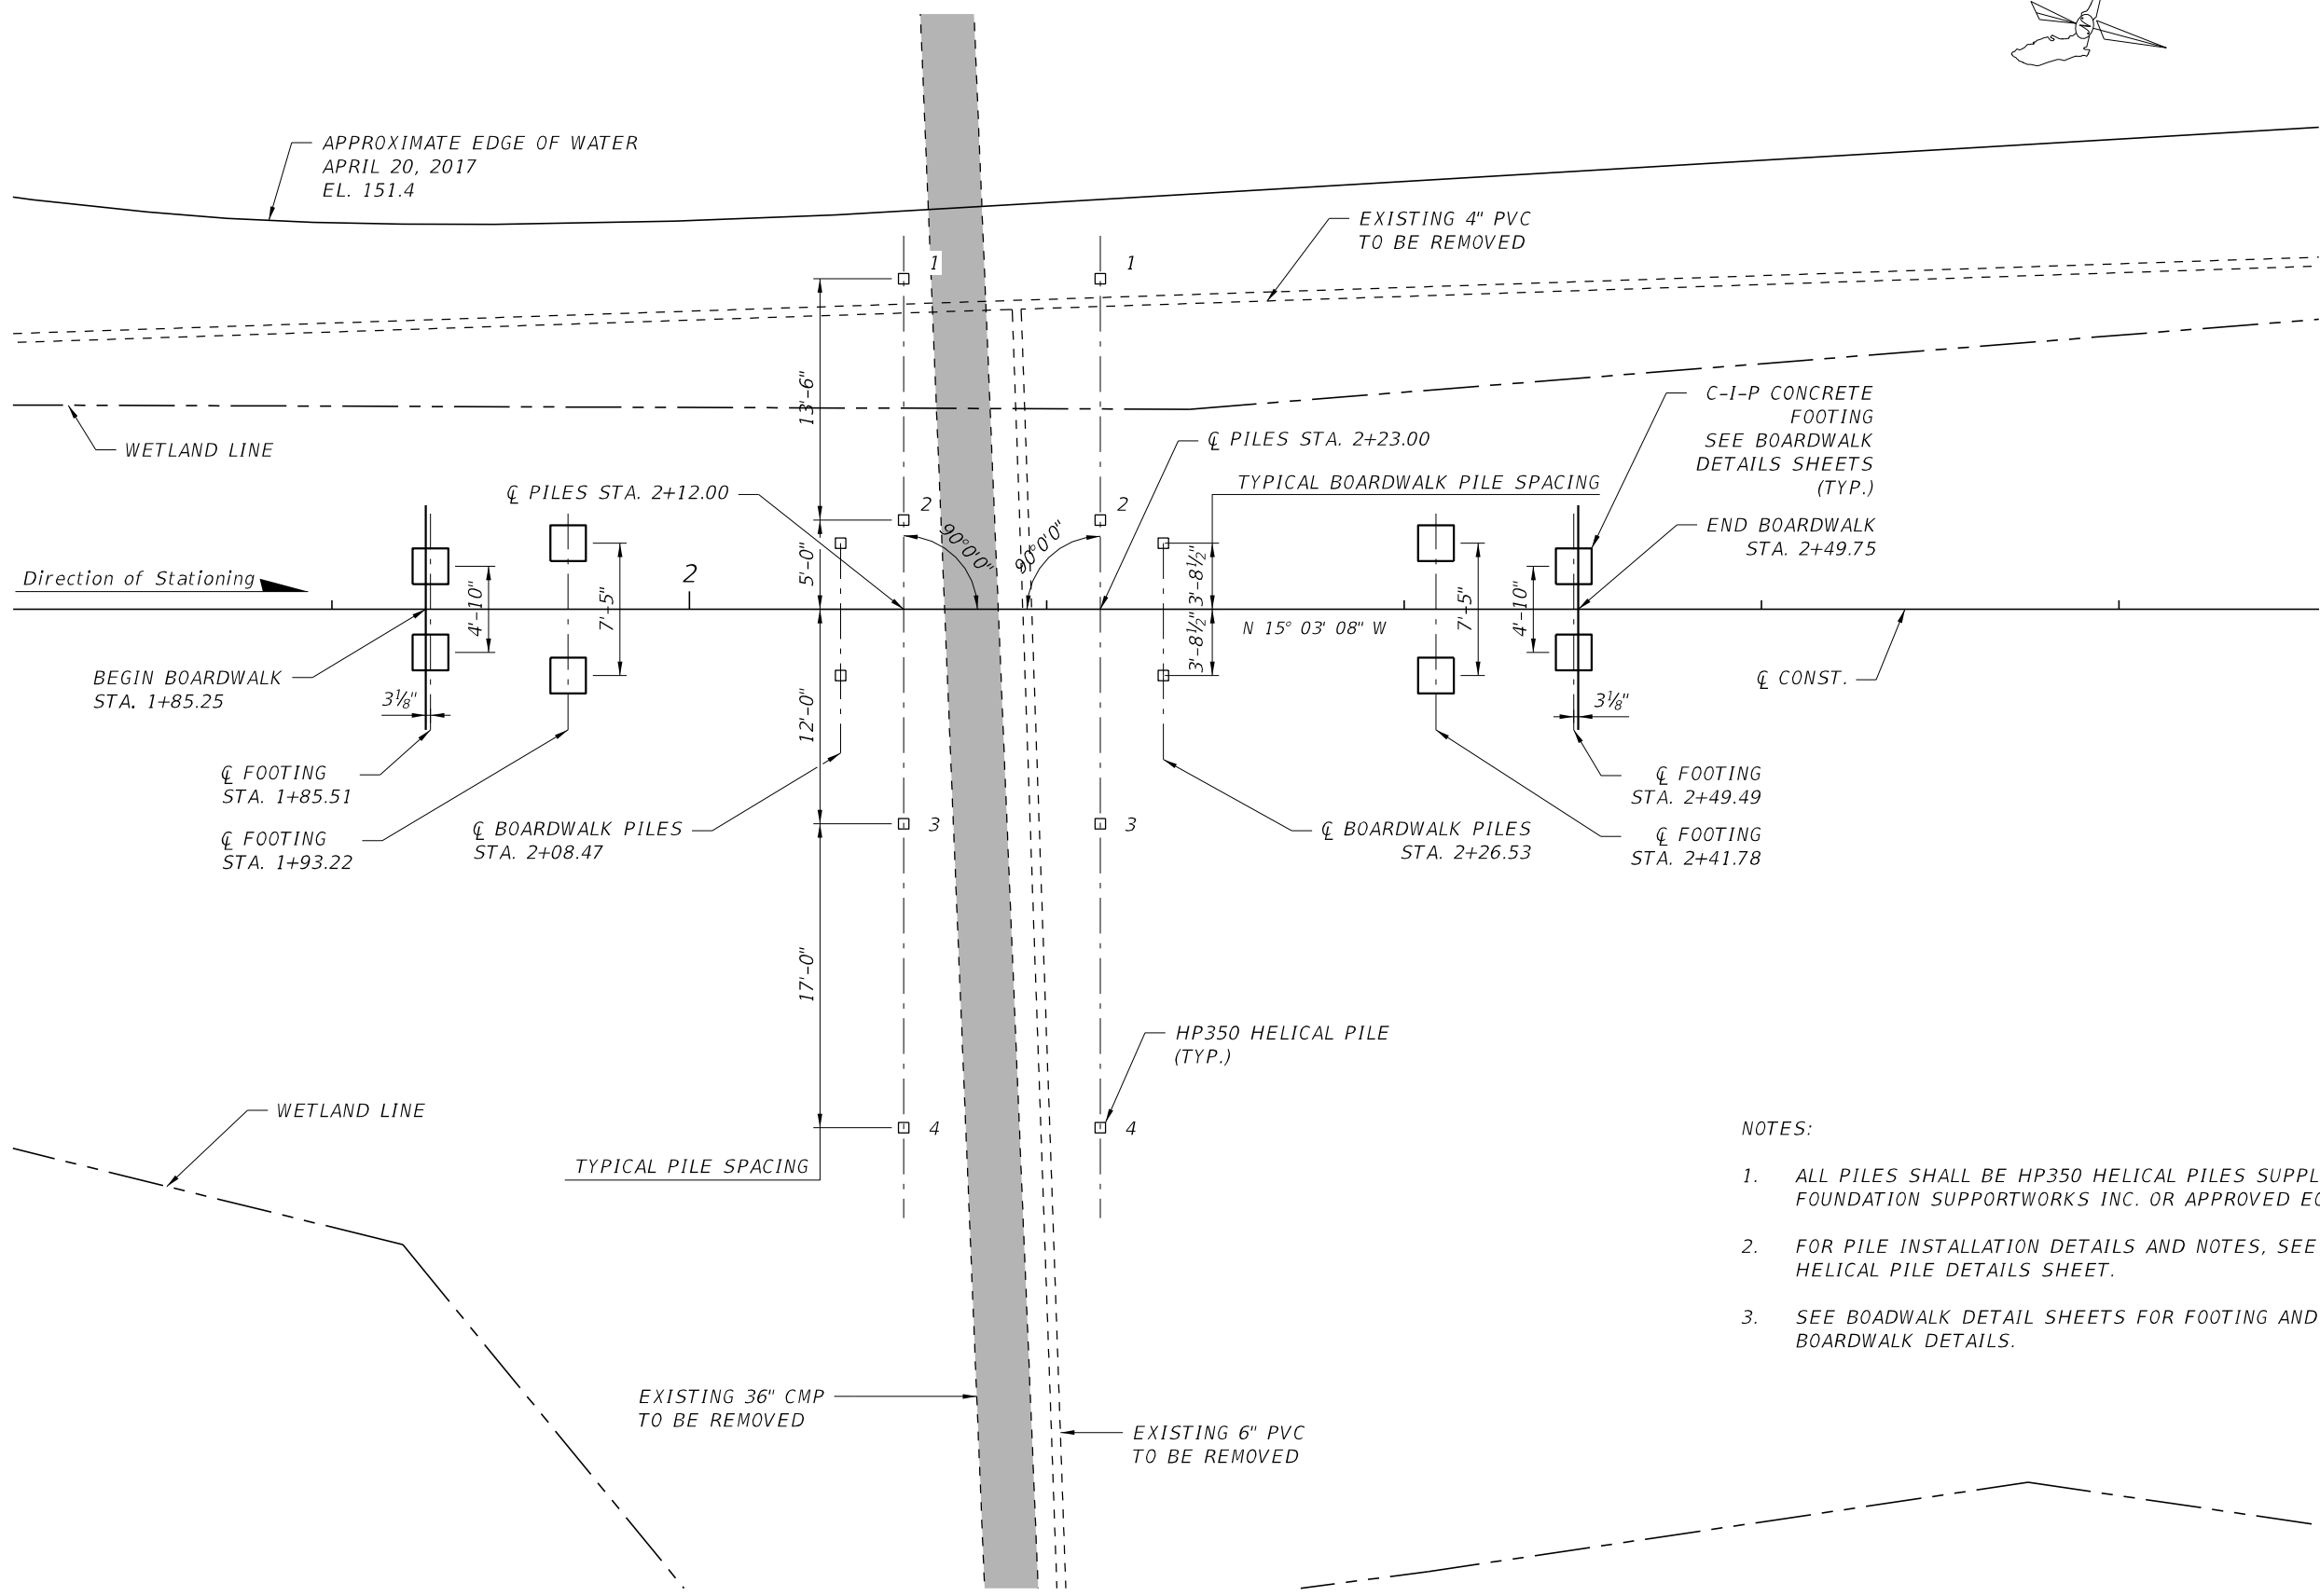 N
APPROXIMATE EDGE OF WATER
APRIL 20, 2017
EL. 151.4
EXISTING 4" PVC
TO BE REMOVED
1
1
13'-6"
WETLAND LINE
℄ PILES STA. 2+12.00
℄ PILES STA. 2+23.00
TYPICAL BOARDWALK PILE SPACING
C-I-P CONCRETE
FOOTING
SEE BOARDWALK
DETAILS SHEETS
(TYP.)
END BOARDWALK
STA. 2+49.75
2
2
90°0'0"
90°0'0"
5'-0"
3'-8½"
3'-8½"
Direction of Stationing
2
4'-10"
7'-5"
7'-5"
4'-10"
N 15° 03' 08" W
BEGIN BOARDWALK
STA. 1+85.25
3⅛"
3⅛"
℄ CONST.
12'-0"
℄ FOOTING
STA. 1+85.51
℄ FOOTING
STA. 1+93.22
℄ BOARDWALK PILES
STA. 2+08.47
3
3
℄ BOARDWALK PILES
STA. 2+26.53
℄ FOOTING
STA. 2+49.49
℄ FOOTING
STA. 2+41.78
17'-0"
HP350 HELICAL PILE
(TYP.)
WETLAND LINE
4
4
TYPICAL PILE SPACING
NOTES:
1. ALL PILES SHALL BE HP350 HELICAL PILES SUPPL
FOUNDATION SUPPORTWORKS INC. OR APPROVED EQ
2. FOR PILE INSTALLATION DETAILS AND NOTES, SEE
HELICAL PILE DETAILS SHEET.
3. SEE BOADWALK DETAIL SHEETS FOR FOOTING AND
BOARDWALK DETAILS.
EXISTING 36" CMP
TO BE REMOVED
EXISTING 6" PVC
TO BE REMOVED